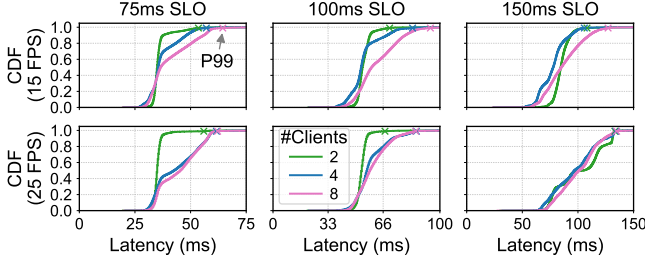 75ms SLO 100ms SLO 150ms SLO
CDF
(15 FPS)
1.0
0.8
0.6
0.4
0.2
0.0
P99
CDF
(25 FPS)
1.0
0.8
0.6
0.4
0.2
0.0
#Clients
2
4
8
0 25 50 75 0 33 66 100 0 50 100 150
Latency (ms) Latency (ms) Latency (ms)